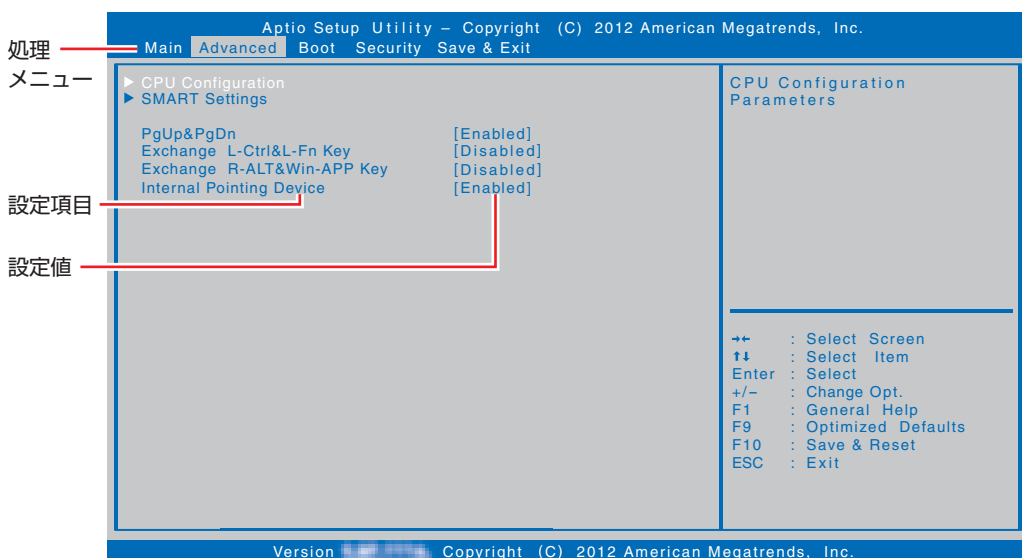 Aptio Setup Utility – Copyright (C) 2012 American Megatrends, Inc.
処理
メニュー
Main Advanced Boot Security Save & Exit
▶ CPU Configuration
▶ SMART Settings
PgUp&PgDn [Enabled]
Exchange L-Ctrl&L-Fn Key [Disabled]
Exchange R-ALT&Win-APP Key [Disabled]
Internal Pointing Device [Enabled]
設定項目
設定値
CPU Configuration
Parameters
→← : Select Screen
↑↓ : Select Item
Enter : Select
+/– : Change Opt.
F1 : General Help
F9 : Optimized Defaults
F10 : Save & Reset
ESC : Exit
Version Copyright (C) 2012 American Megatrends, Inc.